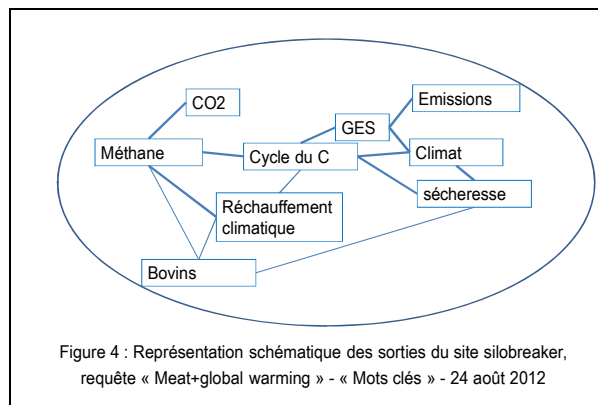 CO2
Emissions
GES
Méthane
Cycle du C
Climat
sécheresse
Réchauffement
climatique
Bovins
Figure 4 : Représentation schématique des sorties du site silobreaker,
requête « Meat+global warming » - « Mots clés » - 24 août 2012